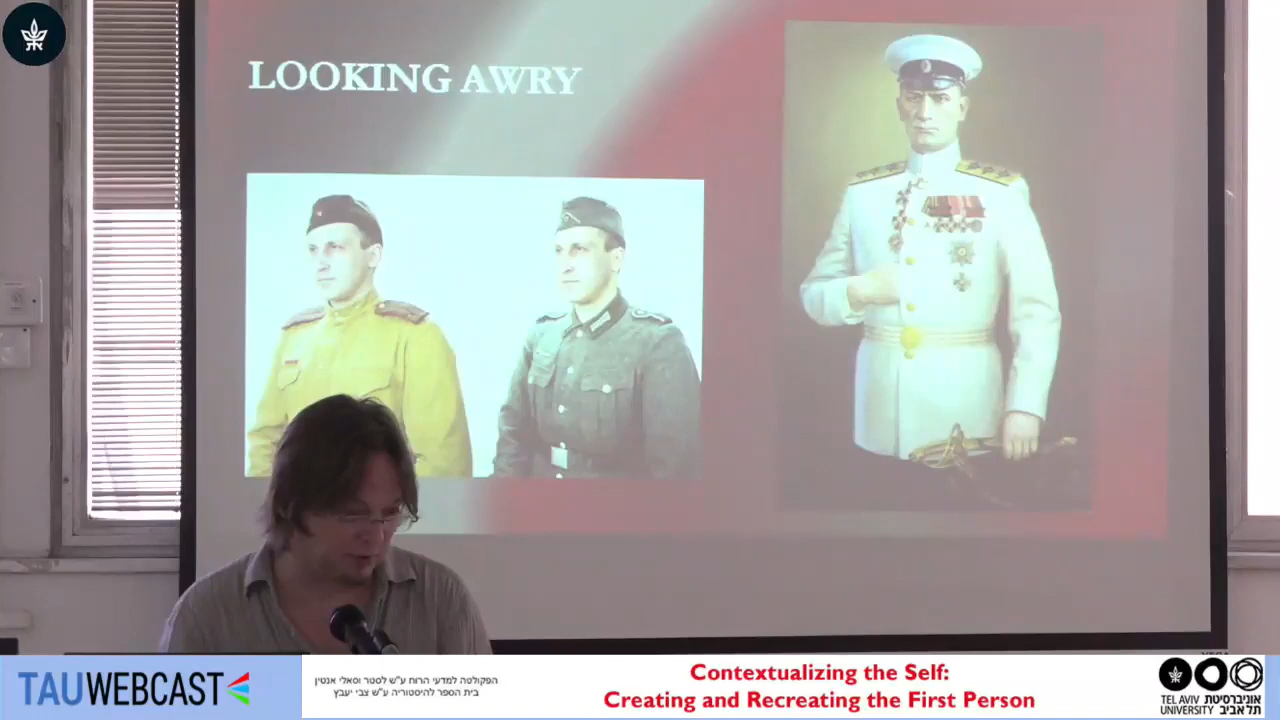 LOOKING AWRY
TAUWEBCAST
הפקולטה למדעי הרוח ע"ש לסטר וסאלי אנטין
בית הספר להיסטוריה ע"ש צבי יעבץ
Contextualizing the Self:
Creating and Recreating the First Person
TEL AVIV אוניברסיטת
UNIVERSITY תל אביב